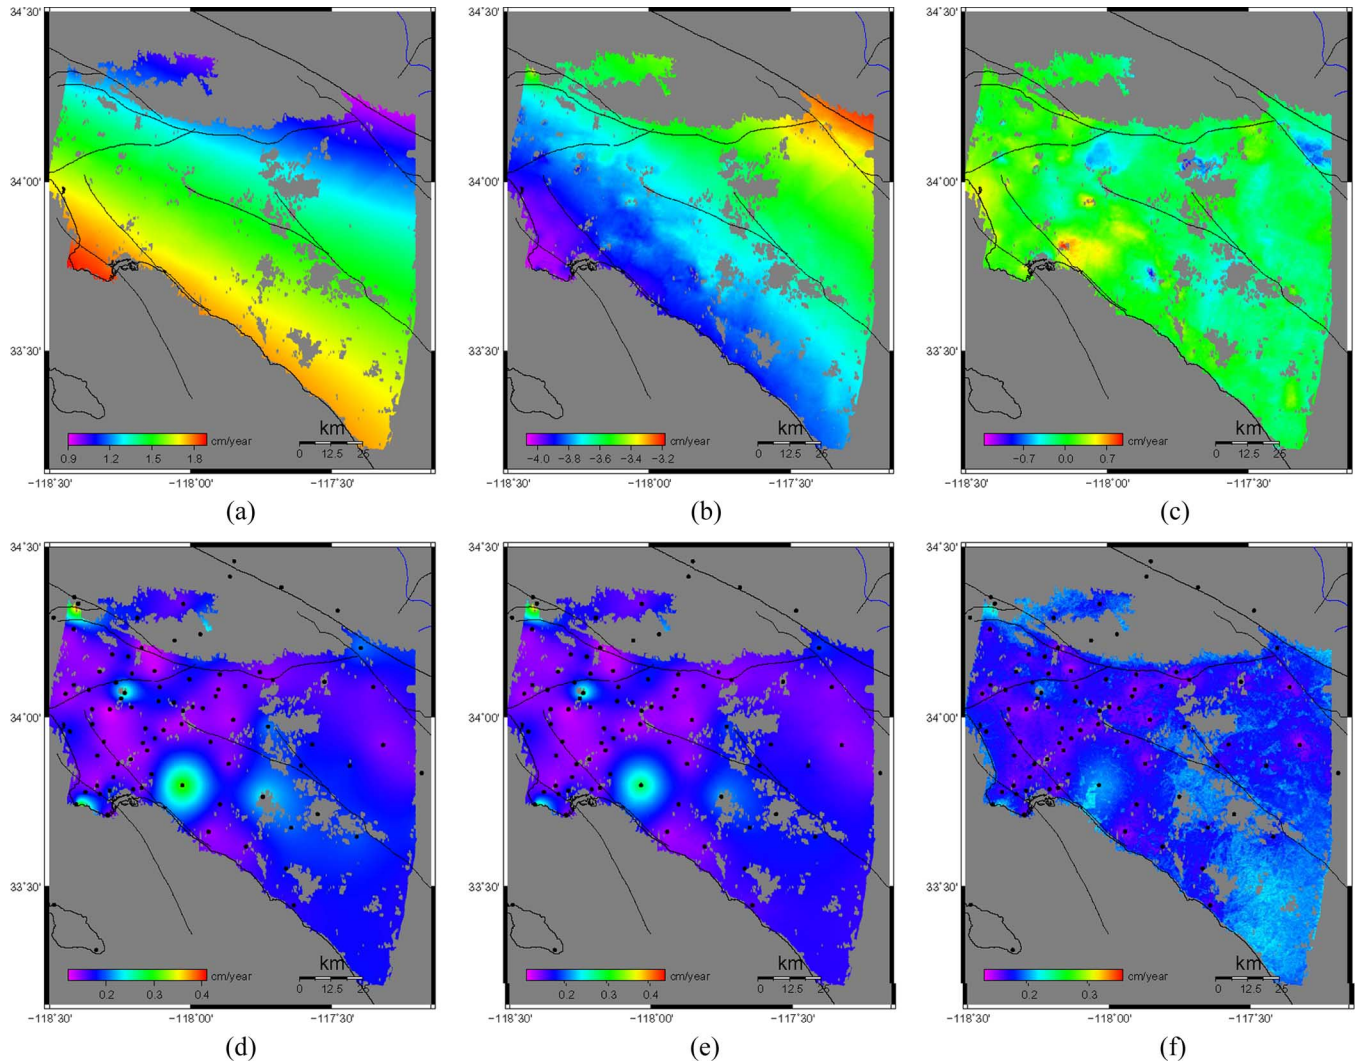 34˚30'
34˚00'
33˚30'
km
cm/year
0.9 1.2 1.5 1.8
0 12.5 25
−118˚30' −118˚00' −117˚30'
(a)
34˚30'
34˚00'
33˚30'
km
cm/year
−4.0 −3.8 −3.6 −3.4 −3.2
0 12.5 25
−118˚30' −118˚00' −117˚30'
(b)
34˚30'
34˚00'
33˚30'
km
cm/year
−0.7 0.0 0.7
0 12.5 25
−118˚30' −118˚00' −117˚30'
(c)
34˚30'
34˚00'
33˚30'
km
cm/year
0.2 0.3 0.4
0 12.5 25
−118˚30' −118˚00' −117˚30'
(d)
34˚30'
34˚00'
33˚30'
km
cm/year
0.2 0.3 0.4
0 12.5 25
−118˚30' −118˚00' −117˚30'
(e)
34˚30'
34˚00'
33˚30'
km
cm/year
0.2 0.3
0 12.5 25
−118˚30' −118˚00' −117˚30'
(f)